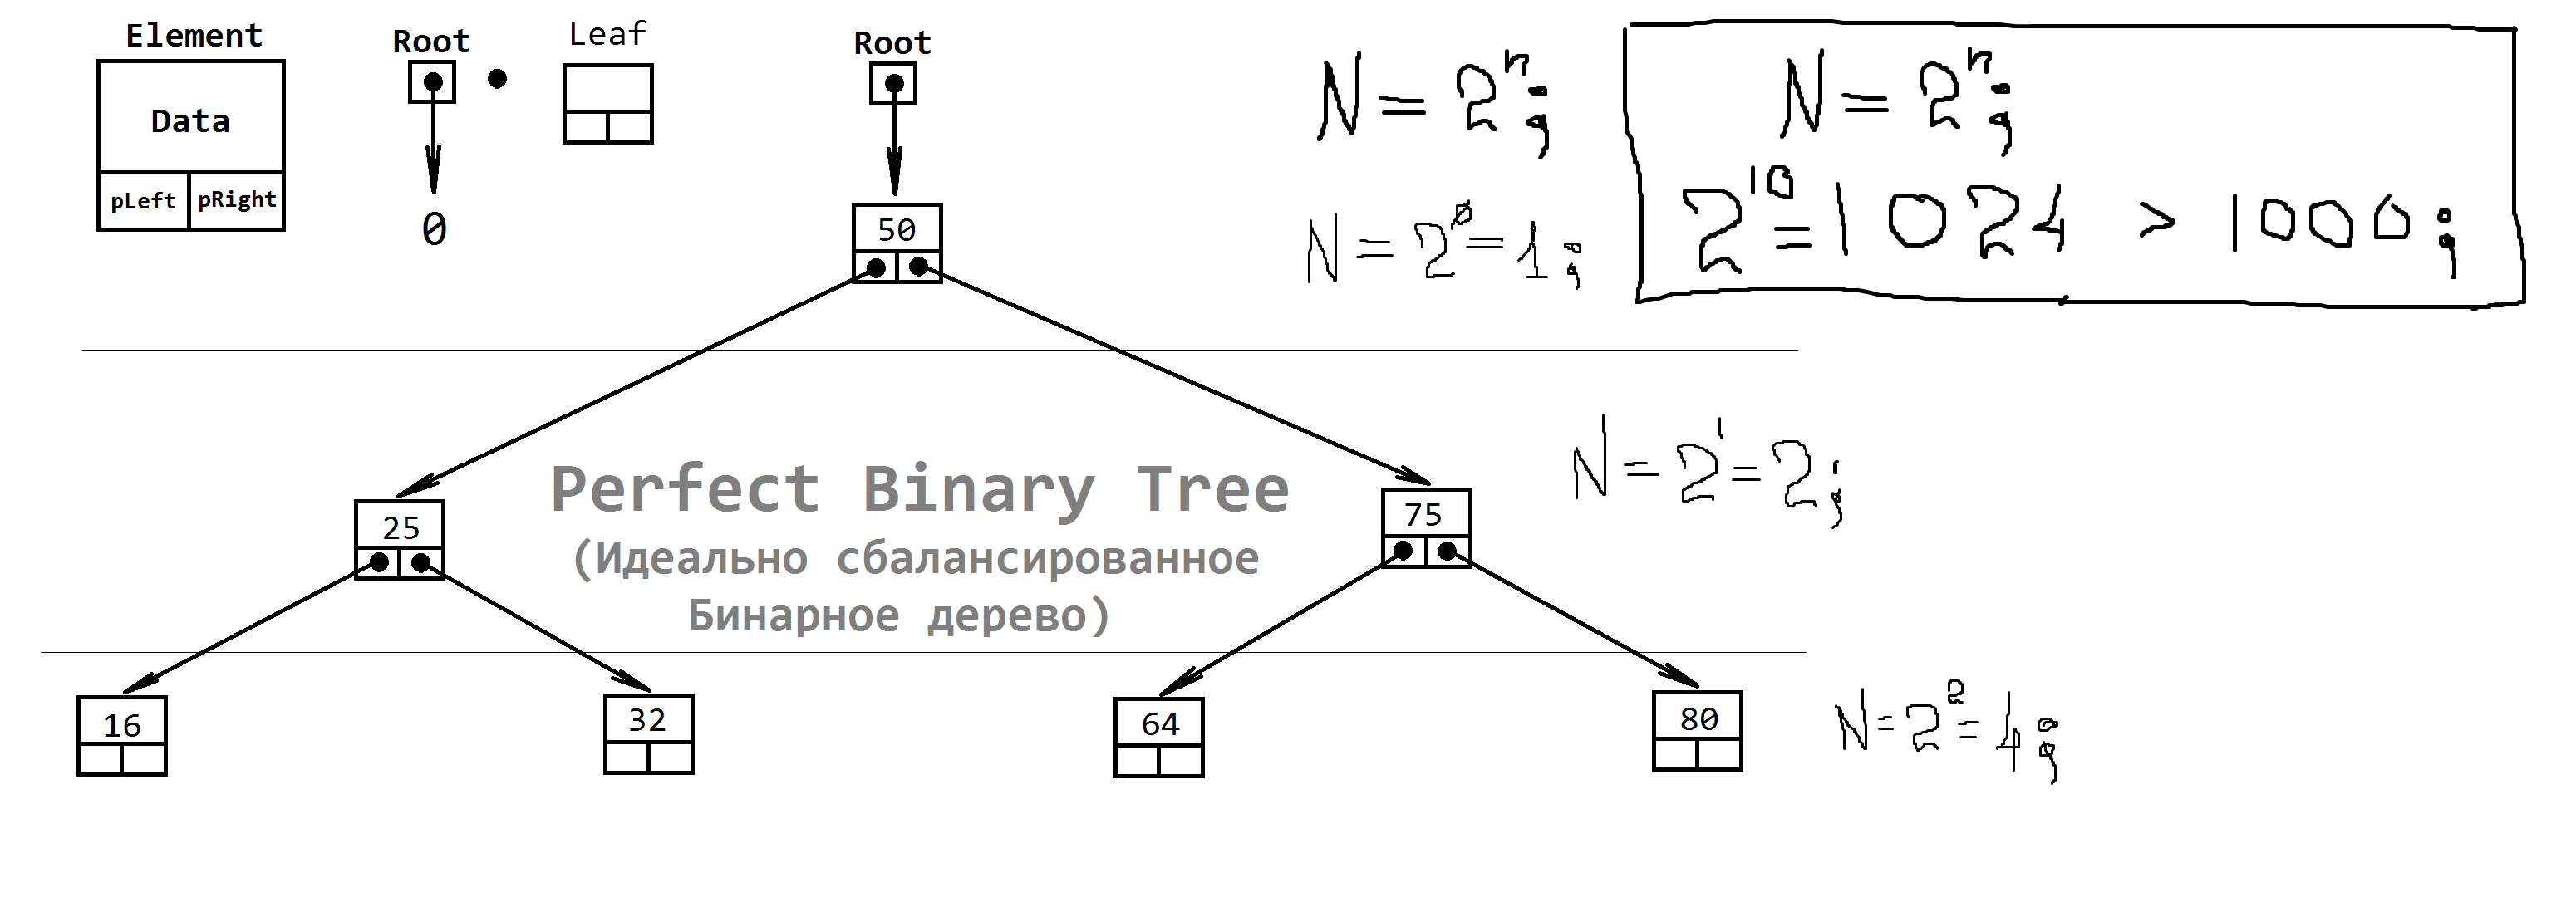 Element
Data
pLeft pRight
Root
0
Leaf
Root
50
N = 2^n;
N = 2^0 = 1;
N = 2^n;
2^10 = 1024 > 1000;
25
Perfect Binary Tree
(Идеально сбалансированное
Бинарное дерево)
75
N = 2^1 = 2;
16
32
64
80
N = 2^2 = 4;